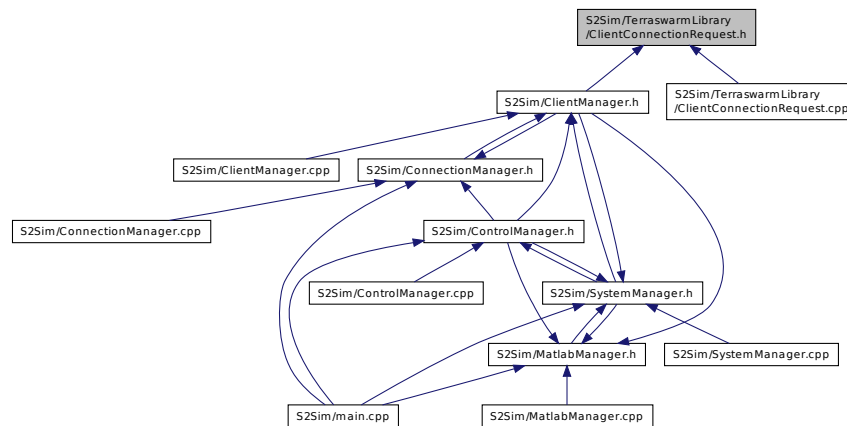 S2Sim/TerraswarmLibrary
/ClientConnectionRequest.h
S2Sim/ClientManager.h
S2Sim/TerraswarmLibrary
/ClientConnectionRequest.cpp
S2Sim/ClientManager.cpp
S2Sim/ConnectionManager.h
S2Sim/ConnectionManager.cpp
S2Sim/ControlManager.h
S2Sim/ControlManager.cpp
S2Sim/SystemManager.h
S2Sim/MatlabManager.h
S2Sim/SystemManager.cpp
S2Sim/main.cpp
S2Sim/MatlabManager.cpp